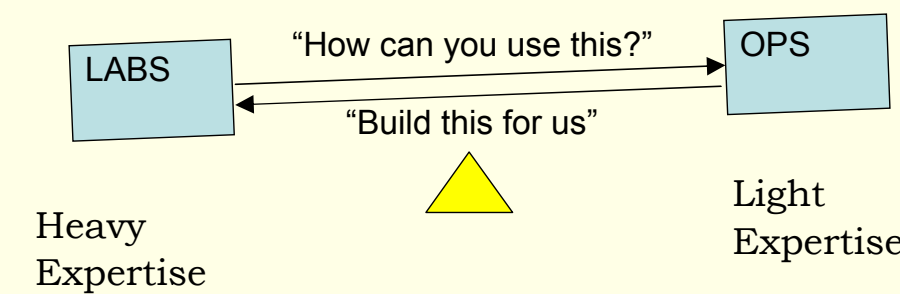 LABS
“How can you use this?”
OPS
“Build this for us”
Heavy
Expertise
Light
Expertise